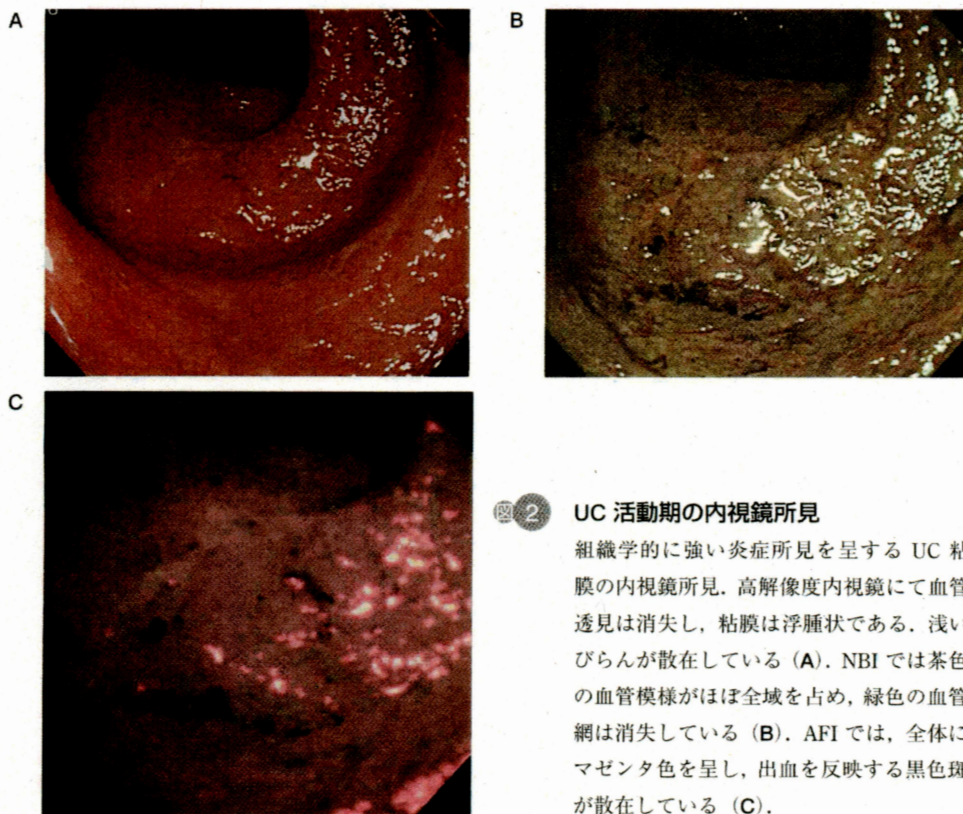 A
B
C
図2
UC 活動期の内視鏡所見
組織学的に強い炎症所見を呈する UC 粘
膜の内視鏡所見．高解像度内視鏡にて血管
透見は消失し，粘膜は浮腫状である．浅い
びらんが散在している（A）．NBI では茶色
の血管模様がほぼ全域を占め，緑色の血管
網は消失している（B）．AFI では，全体に
マゼンタ色を呈し，出血を反映する黒色斑
が散在している（C）．